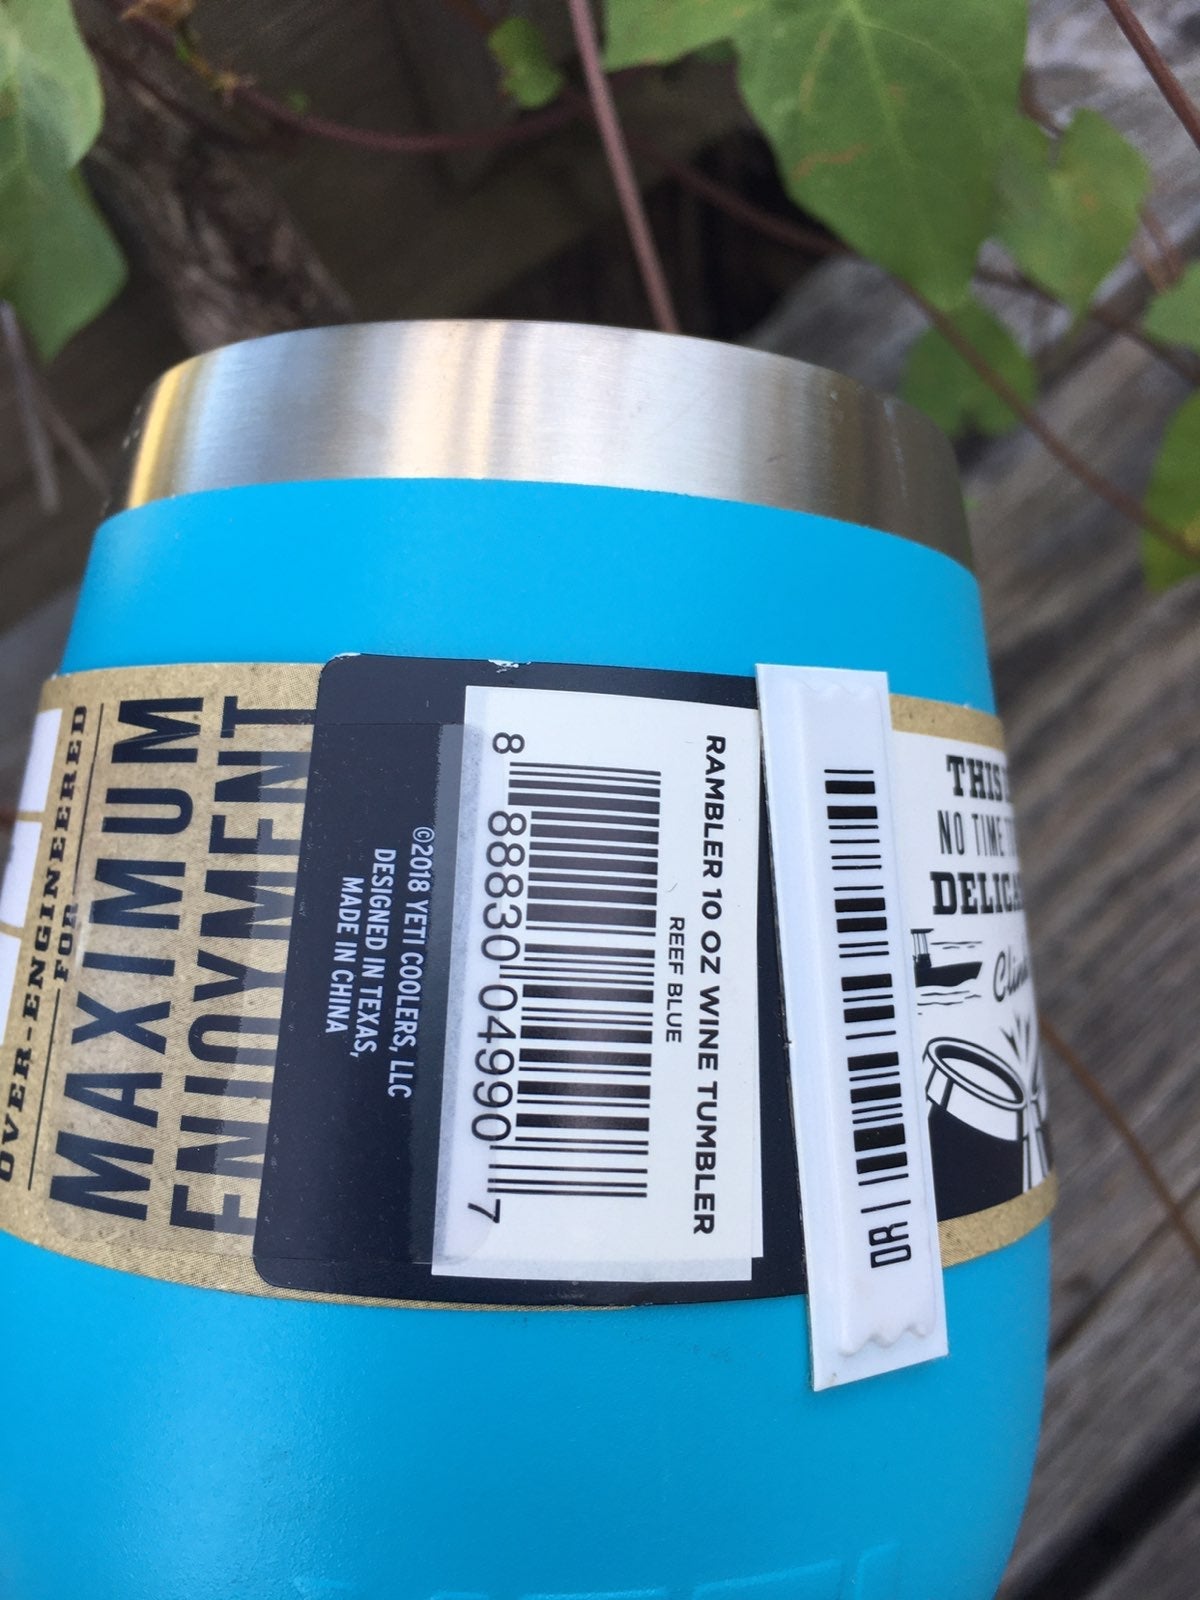 OVER-ENGINEERED
FOR
MAXIMUM
ENJOYMENT
RAMBLER 10 OZ WINE TUMBLER
REEF BLUE
8 88830 04990 7
©2018 YETI COOLERS, LLC
DESIGNED IN TEXAS,
MADE IN CHINA
DR I
THIS
NO TIME